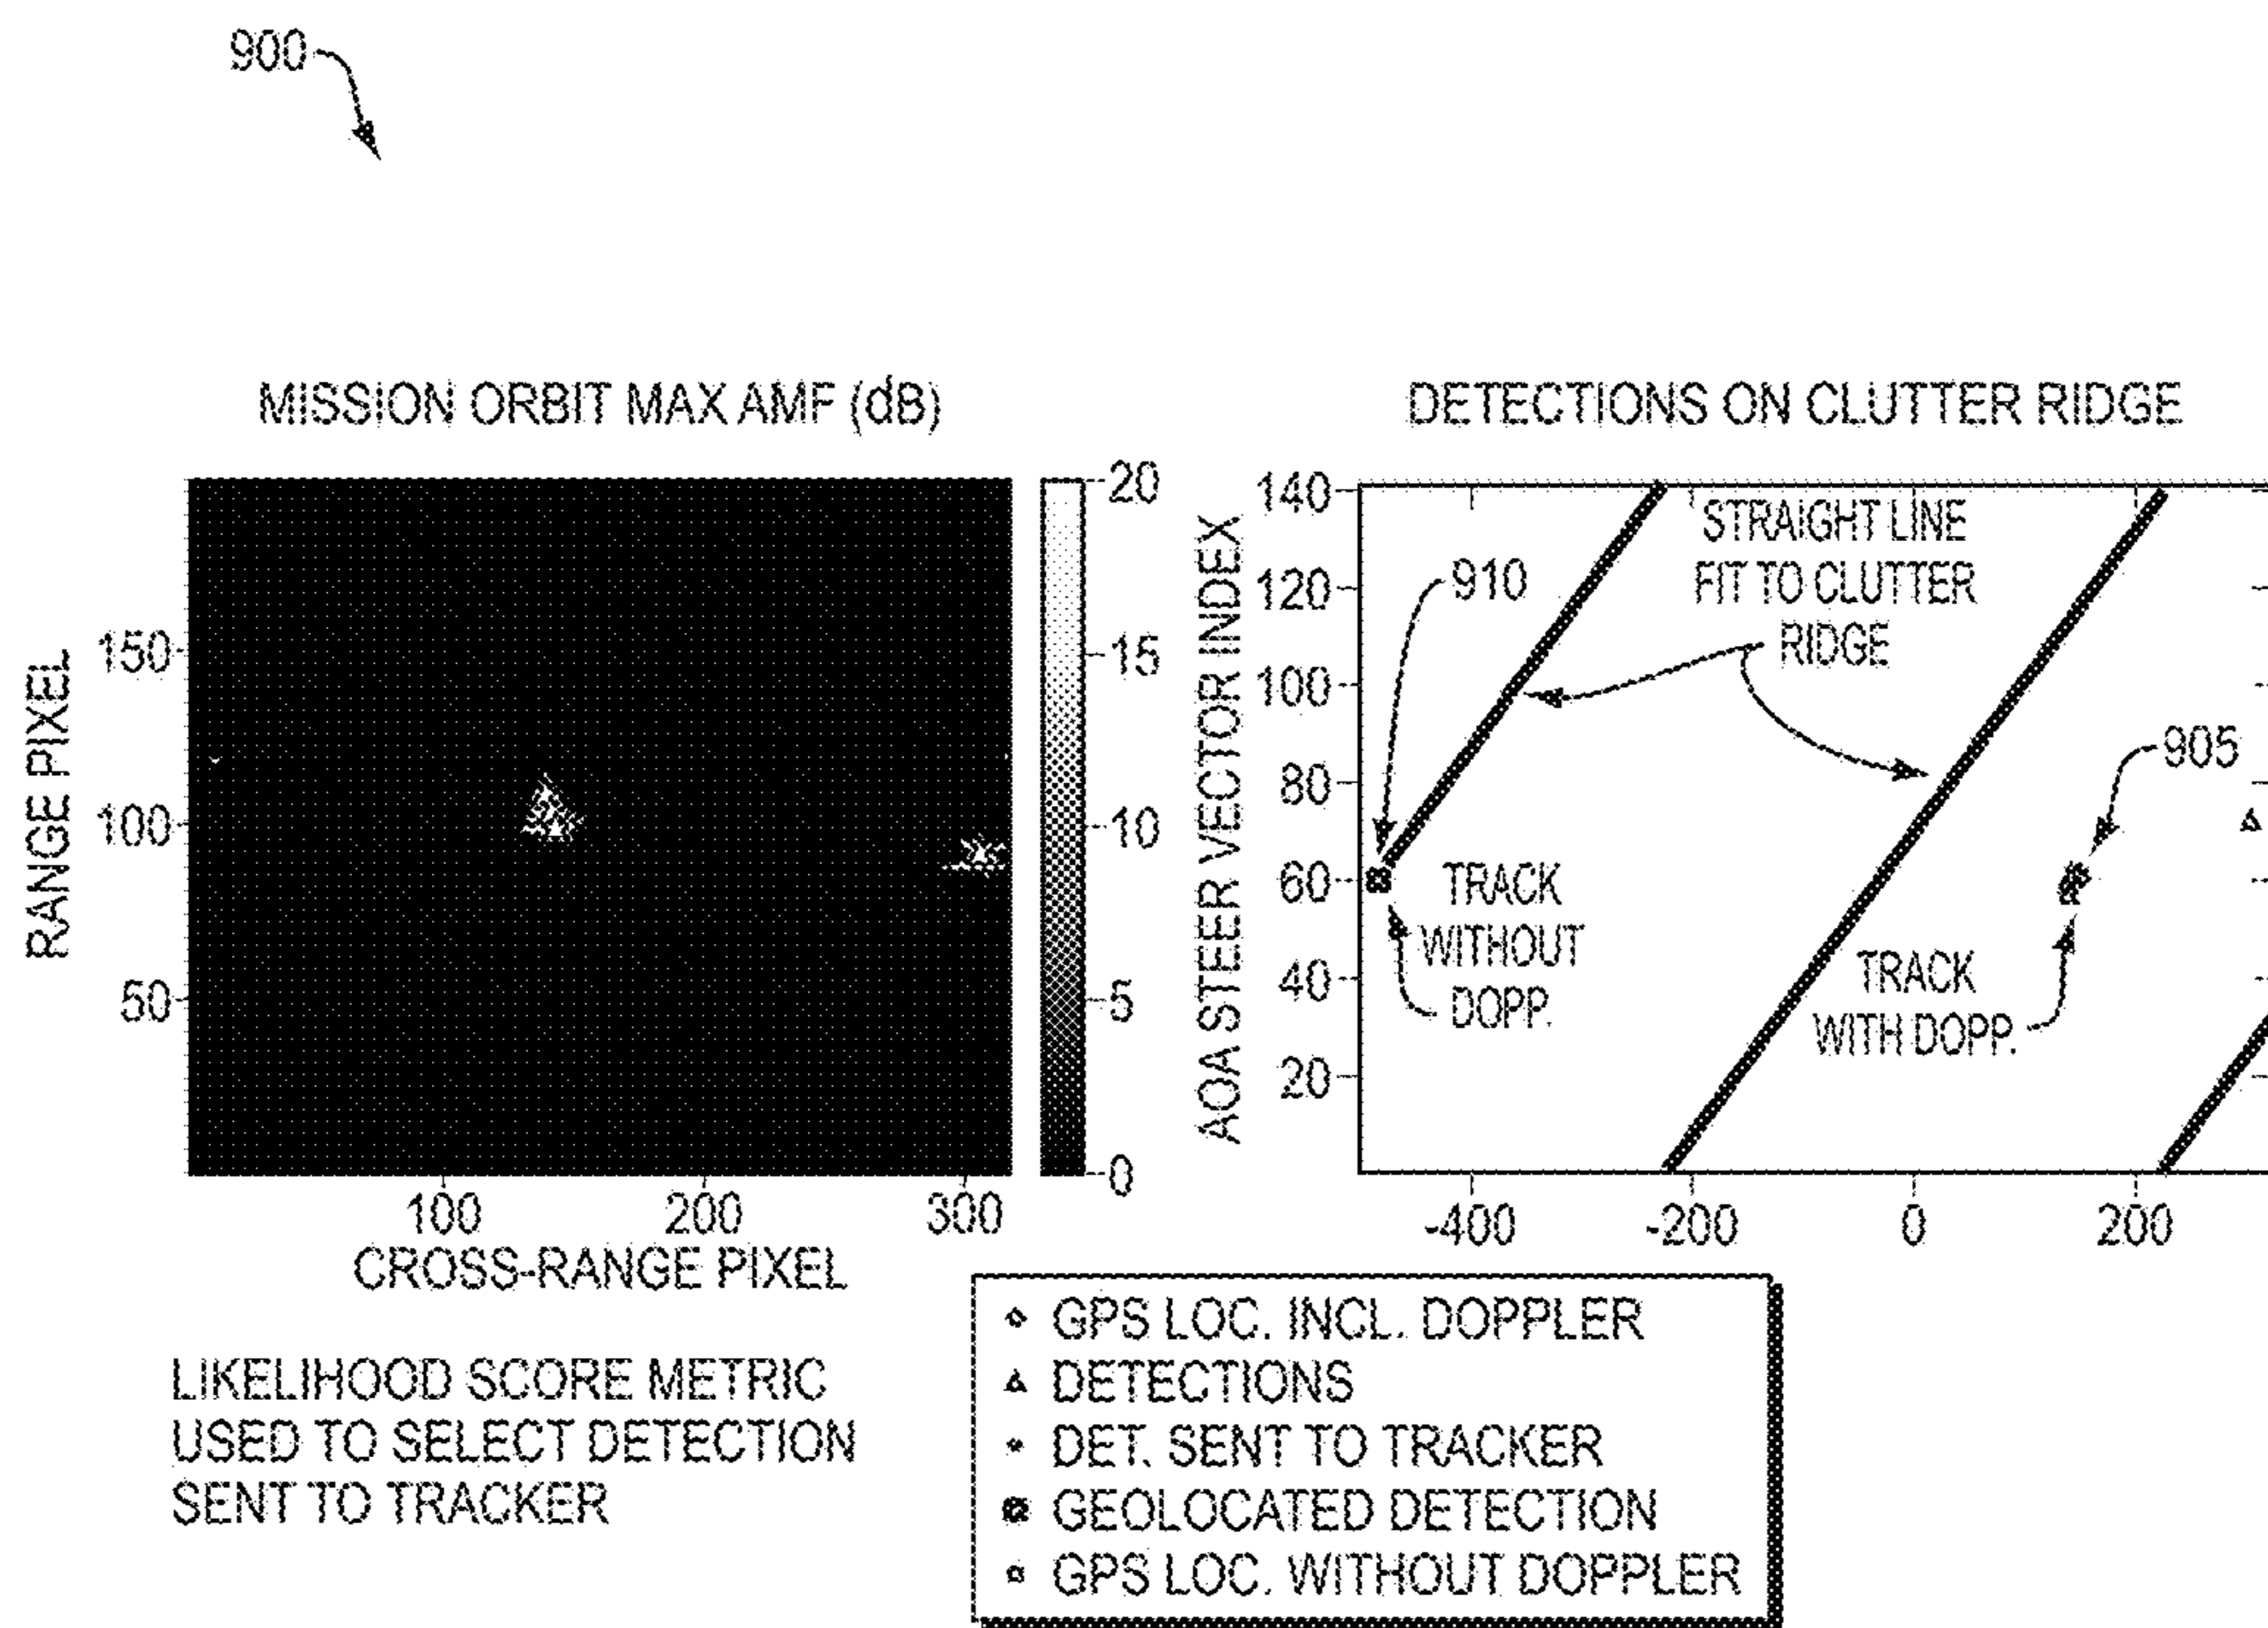 900
MISSION ORBIT MAX AMF (dB)
RANGE PIXEL
150
100
50
100
200
300
CROSS-RANGE PIXEL
20
15
10
5
0
LIKELIHOOD SCORE METRIC
USED TO SELECT DETECTION
SENT TO TRACKER
DETECTIONS ON CLUTTER RIDGE
AOA STEER VECTOR INDEX
140
120
100
80
60
40
20
-400
-200
0
200
910
STRAIGHT LINE
FIT TO CLUTTER
RIDGE
905
TRACK
WITHOUT
DOPP.
TRACK
WITH DOPP.
GPS LOC. INCL. DOPPLER
DETECTIONS
DET. SENT TO TRACKER
GEOLOCATED DETECTION
GPS LOC. WITHOUT DOPPLER